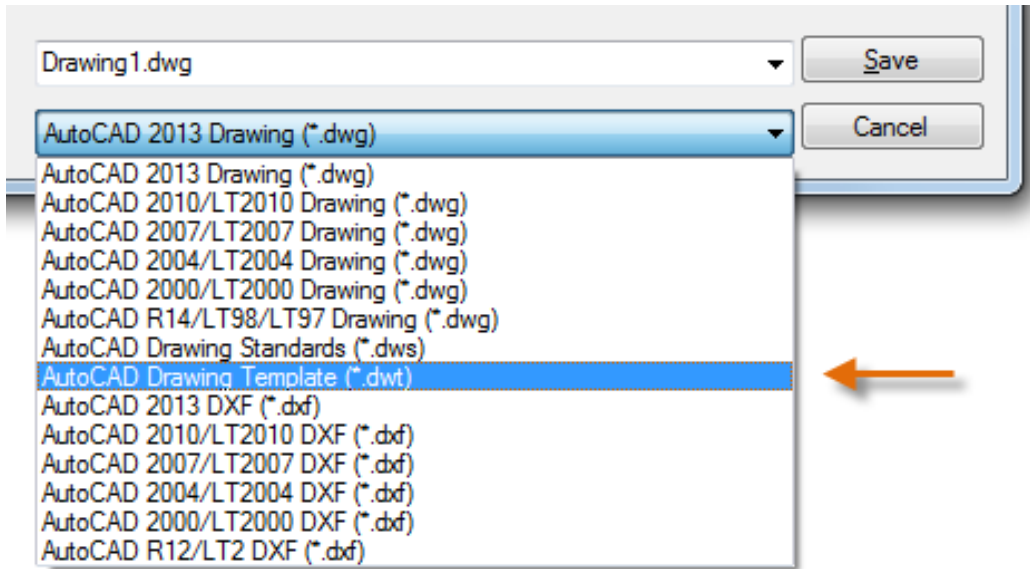 Drawing1.dwg
Save
AutoCAD 2013 Drawing (*.dwg)
Cancel
AutoCAD 2013 Drawing (*.dwg)
AutoCAD 2010/LT2010 Drawing (*.dwg)
AutoCAD 2007/LT2007 Drawing (*.dwg)
AutoCAD 2004/LT2004 Drawing (*.dwg)
AutoCAD 2000/LT2000 Drawing (*.dwg)
AutoCAD R14/LT98/LT97 Drawing (*.dwg)
AutoCAD Drawing Standards (*.dws)
AutoCAD Drawing Template (*.dwt)
AutoCAD 2013 DXF (*.dxf)
AutoCAD 2010/LT2010 DXF (*.dxf)
AutoCAD 2007/LT2007 DXF (*.dxf)
AutoCAD 2004/LT2004 DXF (*.dxf)
AutoCAD 2000/LT2000 DXF (*.dxf)
AutoCAD R12/LT2 DXF (*.dxf)